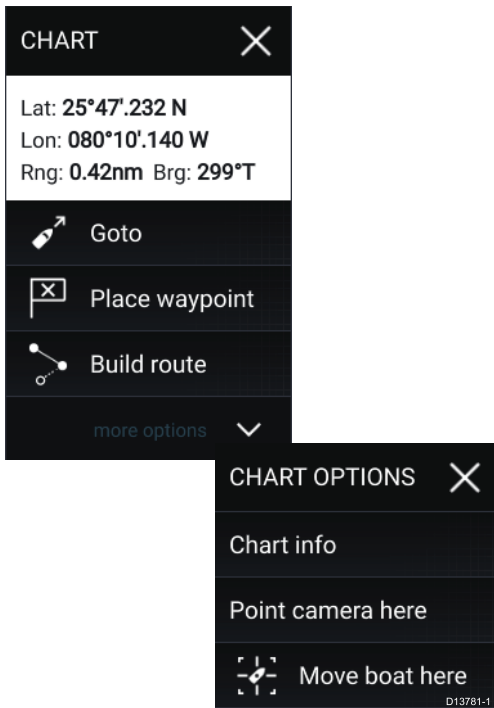 CHART
Lat: 25°47'.232 N
Lon: 080°10'.140 W
Rng: 0.42nm Brg: 299°T
Goto
Place waypoint
Build route
more options
CHART OPTIONS
Chart info
Point camera here
Move boat here
D13781-1